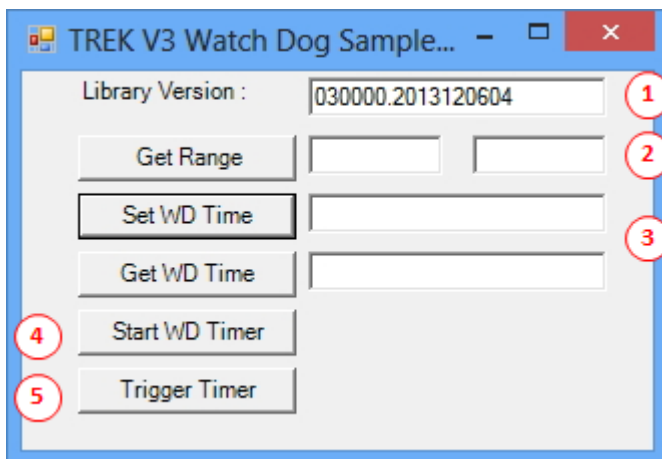 TREK V3 Watch Dog Sample...
Library Version : 030000.2013120604 1
Get Range 2
Set WD Time
3
Get WD Time
4 Start WD Timer
5 Trigger Timer